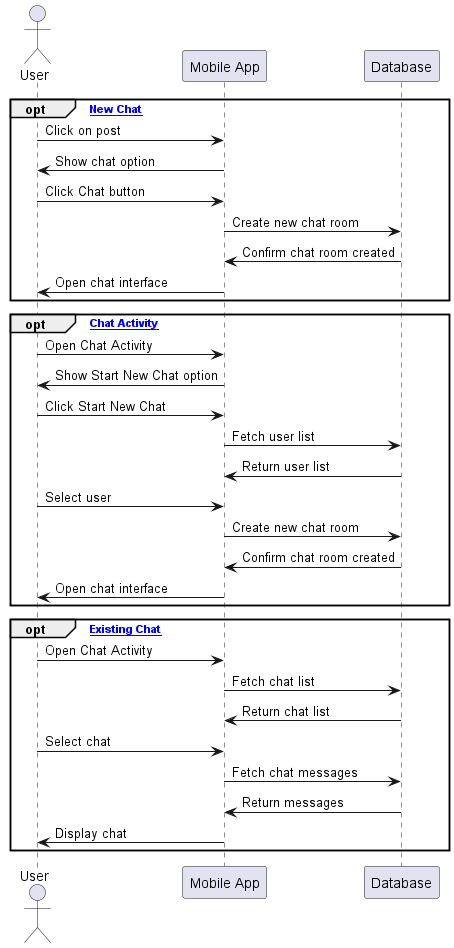 User
Mobile App
Database
opt
New Chat
Click on post
Show chat option
Click Chat button
Create new chat room
Confirm chat room created
Open chat interface
opt
Chat Activity
Open Chat Activity
Show Start New Chat option
Click Start New Chat
Fetch user list
Return user list
Select user
Create new chat room
Confirm chat room created
Open chat interface
opt
Existing Chat
Open Chat Activity
Fetch chat list
Return chat list
Select chat
Fetch chat messages
Return messages
Display chat
User
Mobile App
Database